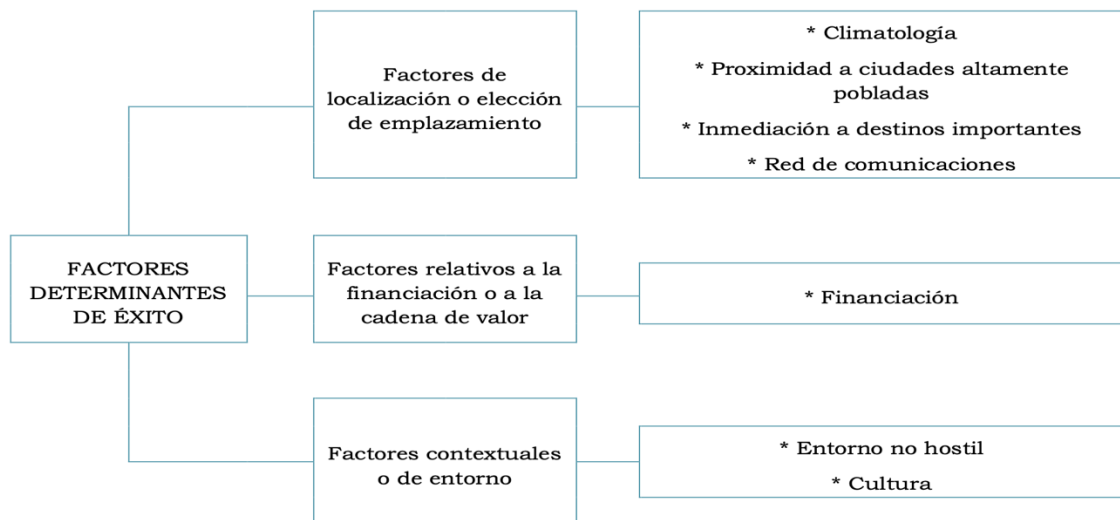 FACTORES
DETERMINANTES
DE ÉXITO
Factores de
localización o elección
de emplazamiento
* Climatología
* Proximidad a ciudades altamente
pobladas
* Inmediación a destinos importantes
* Red de comunicaciones
Factores relativos a la
financiación o a la
cadena de valor
* Financiación
Factores contextuales
o de entorno
* Entorno no hostil
* Cultura